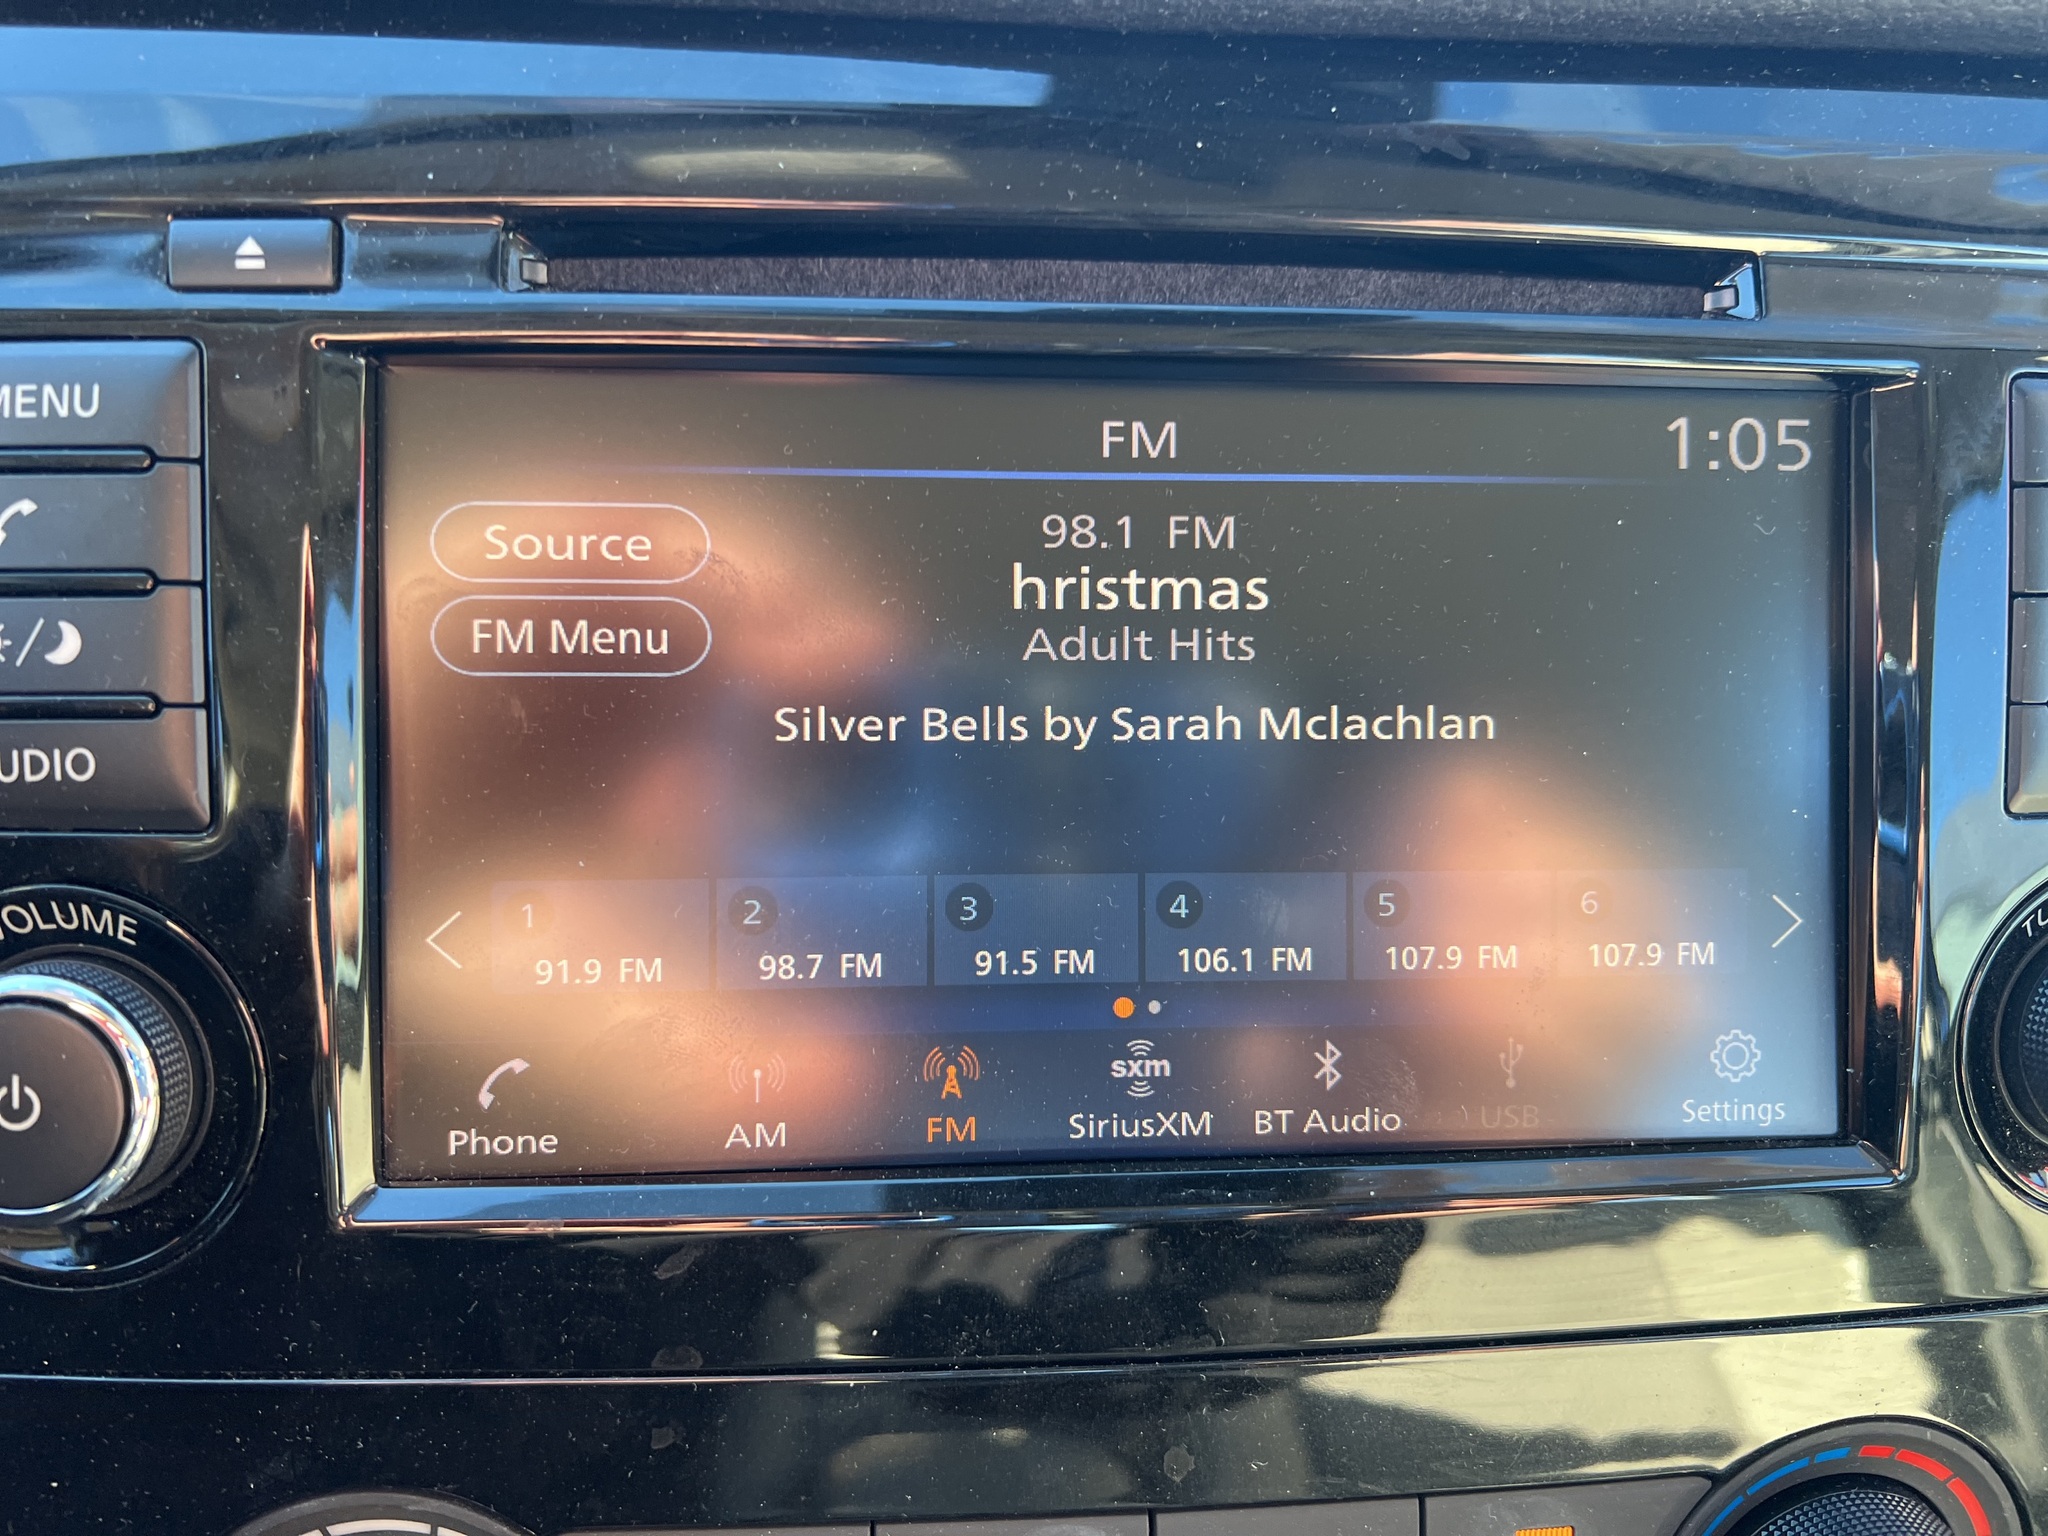 MENU
UDIO
VOLUME
FM
1:05
Source
FM Menu
98.1 FM
hristmas
Adult Hits
Silver Bells by Sarah Mclachlan
1 2 3 4 5 6
91.9 FM 98.7 FM 91.5 FM 106.1 FM 107.9 FM 107.9 FM
sxm
Phone AM FM SiriusXM BT Audio USB Settings